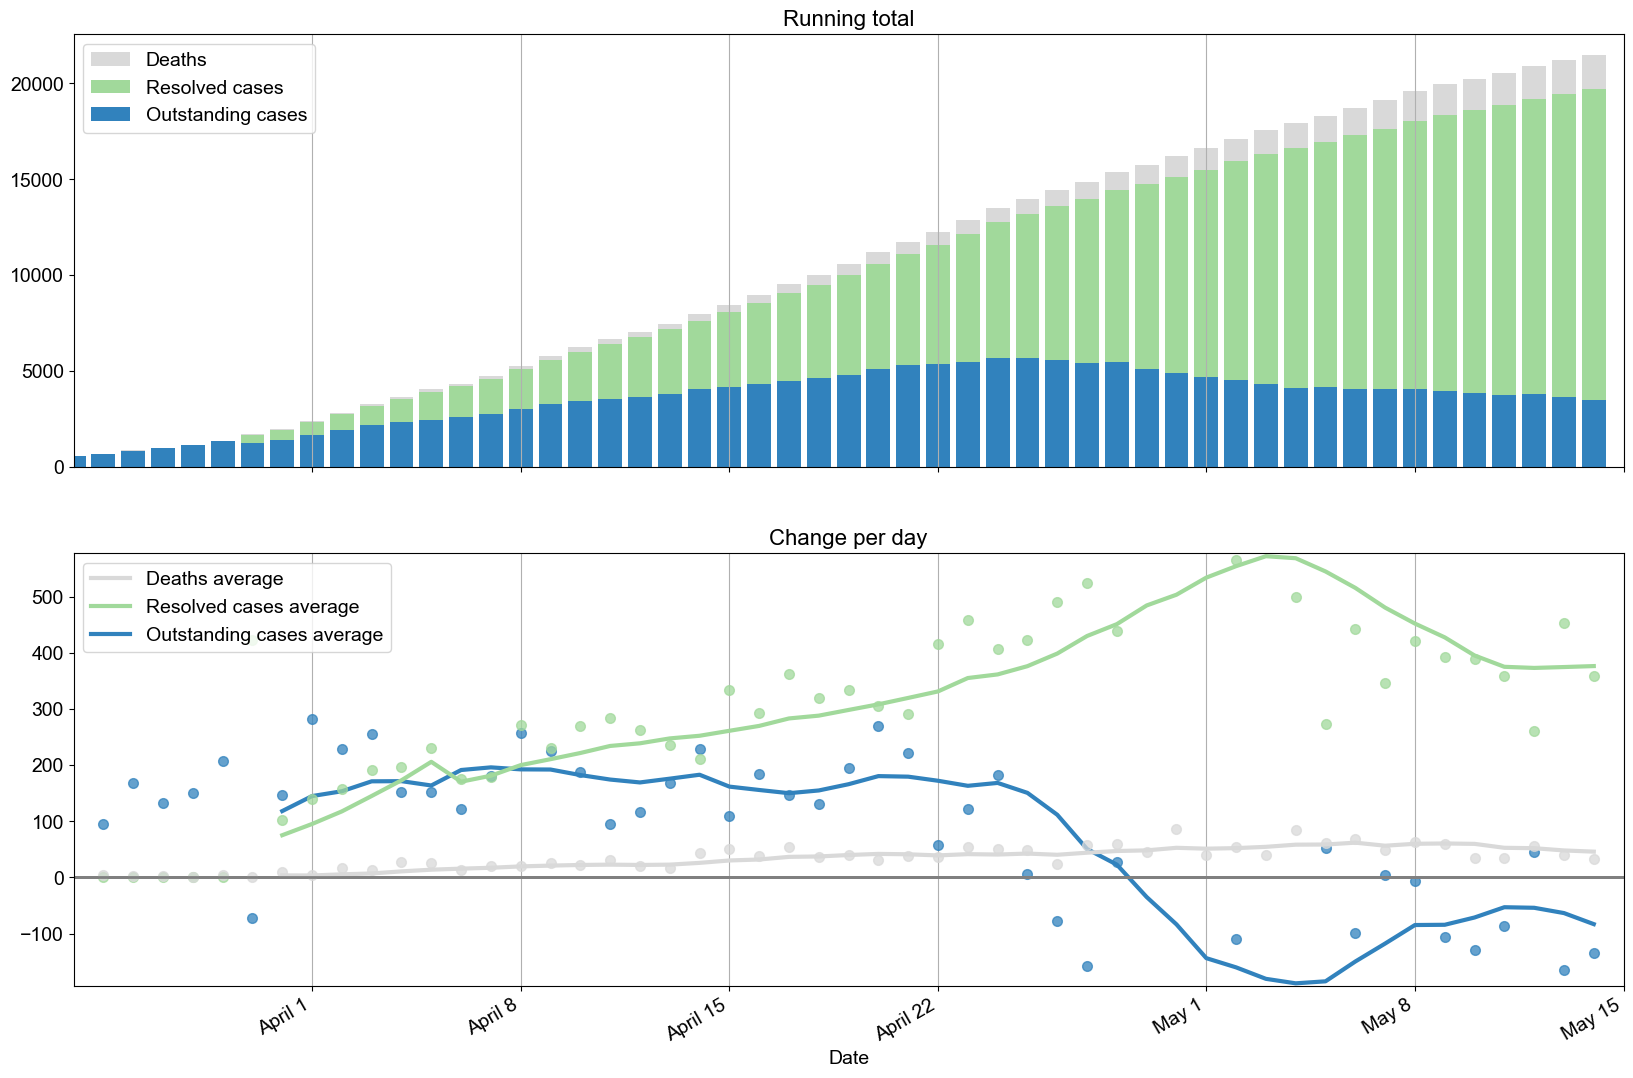 Running total
Deaths
Resolved cases
Outstanding cases
20000
15000
10000
5000
0
Change per day
Deaths average
Resolved cases average
Outstanding cases average
500
400
300
200
100
0
−100
April 1
April 8
April 15
April 22
May 1
May 8
May 15
Date